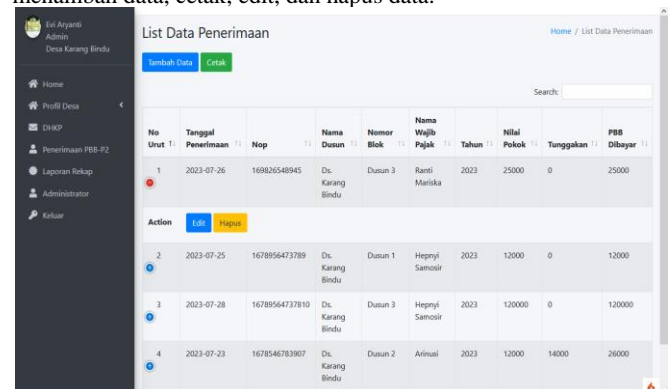 menambah data, cetak, edit, dan hapus data.
Evi Aryanti
Admin
Desa Karang Bindu
Home
Profil Desa
DHKP
Penerimaan PBB-P2
Laporan Rekap
Administrator
Keluar
List Data Penerimaan
Home / List Data Penerimaan
Tambah Data Cetak
Search:
No Urut Tanggal Penerimaan Nop Nama Dusun Nomor Blok Nama Wajib Pajak Tahun Nilai Pokok Tunggakan PBB Dibayar
1 2023-07-26 169826548945 Ds. Karang Bindu Dusun 3 Ranti Mariska 2023 25000 0 25000
Action Edit Hapus
2 2023-07-25 1678956473789 Ds. Karang Bindu Dusun 1 Hepnyi Samosir 2023 12000 0 12000
3 2023-07-28 16789564737810 Ds. Karang Bindu Dusun 3 Hepnyi Samosir 2023 120000 0 120000
4 2023-07-23 1678546783907 Ds. Karang Bindu Dusun 2 Arinusi 2023 12000 14000 26000